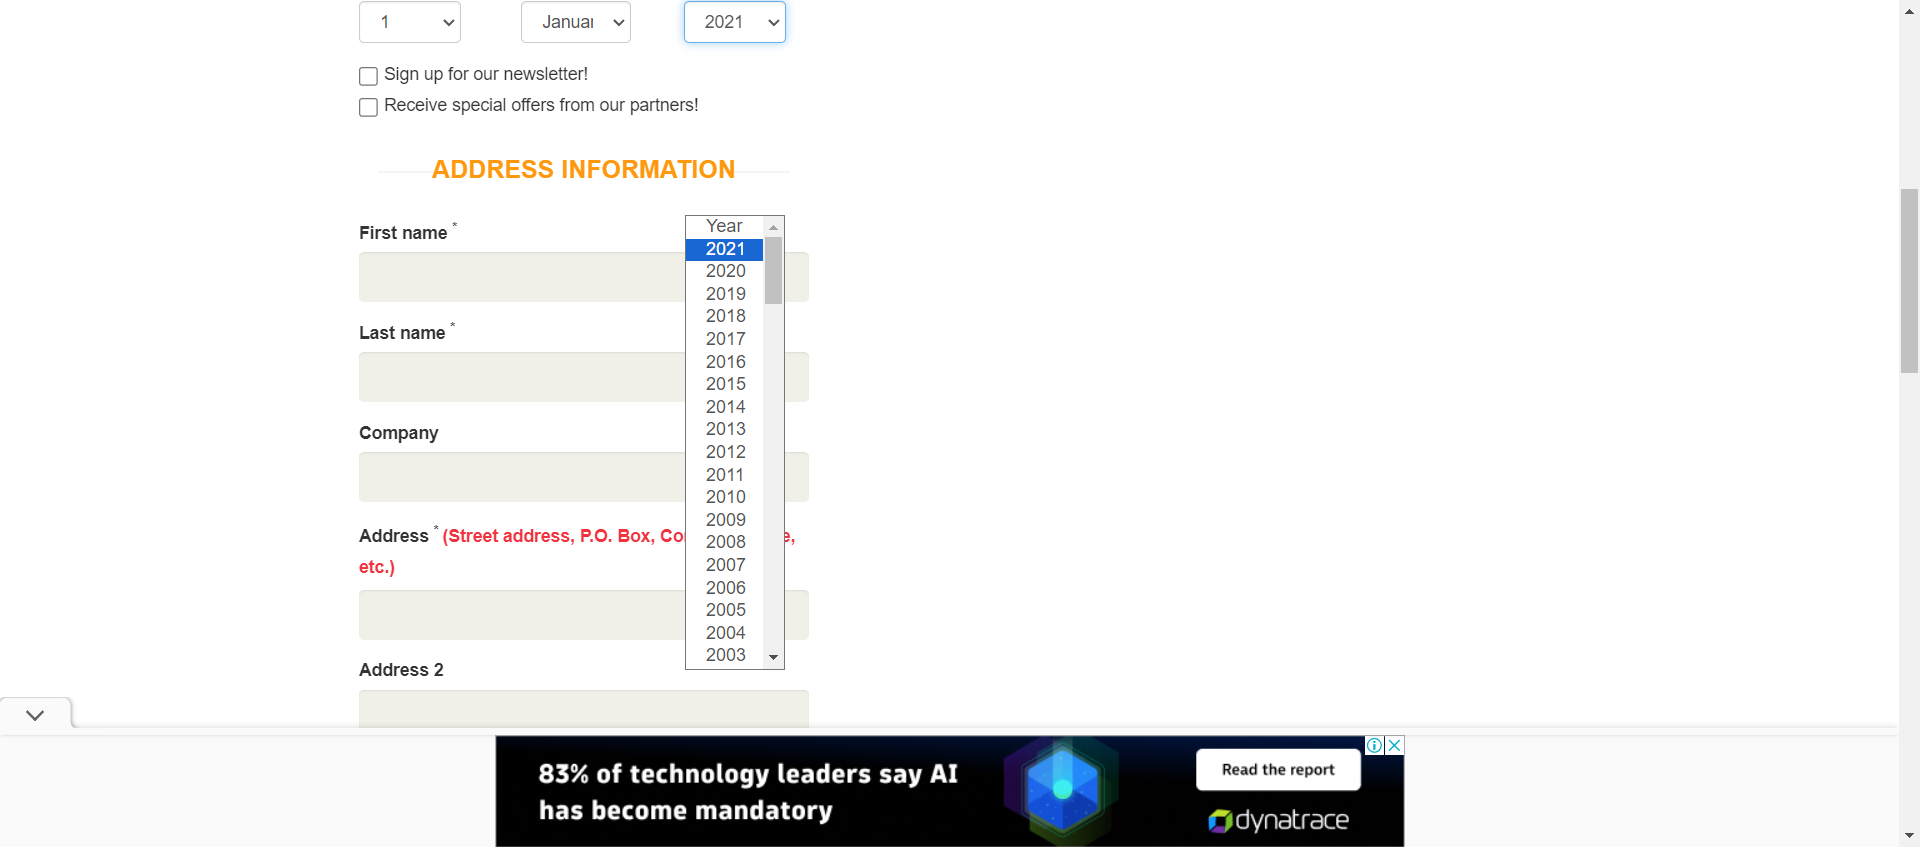 1 Januar 2021
Sign up for our newsletter!
Receive special offers from our partners!
ADDRESS INFORMATION
First name *
Last name *
Company
Address * (Street address, P.O. Box, e,
etc.)
Address 2
Year
2021
2020
2019
2018
2017
2016
2015
2014
2013
2012
2011
2010
2009
2008
2007
2006
2005
2004
2003
83% of technology leaders say AI
has become mandatory
Read the report
dynatrace